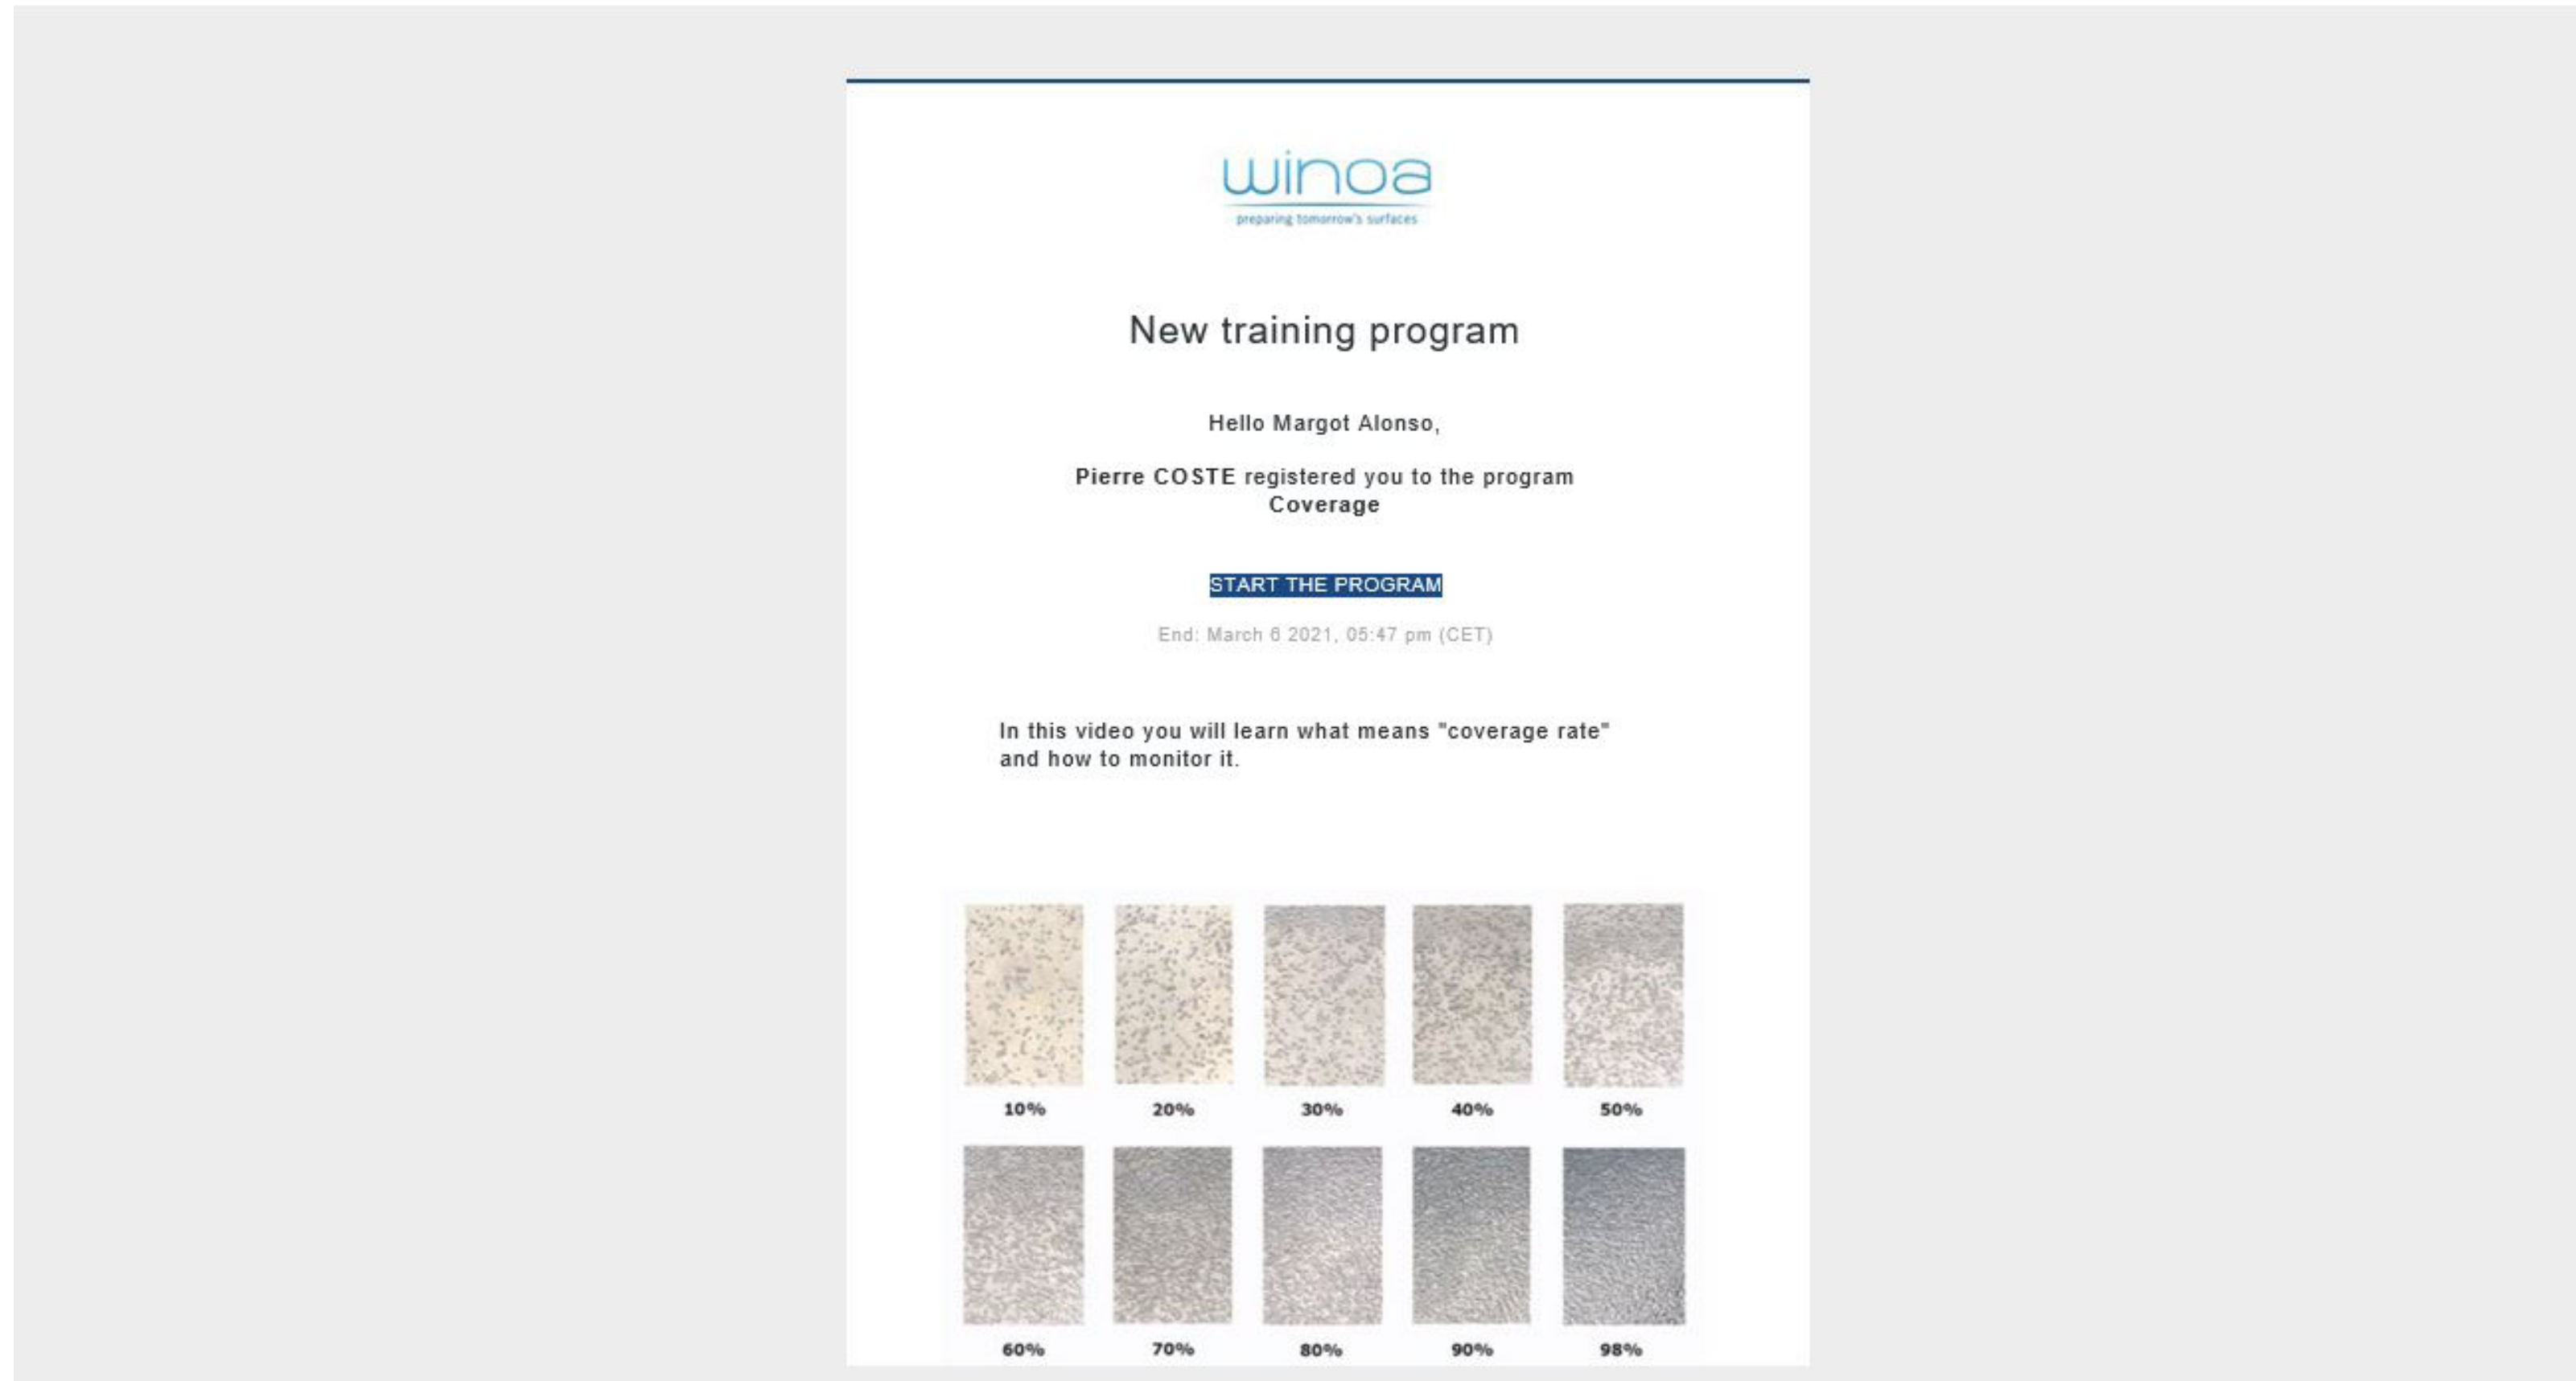 winoa
preparing tomorrow's surfaces
New training program
Hello Margot Alonso,
Pierre COSTE registered you to the program
Coverage
START THE PROGRAM
End: March 6 2021, 05:47 pm (CET)
In this video you will learn what means "coverage rate"
and how to monitor it.
10% 20% 30% 40% 50%
60% 70% 80% 90% 98%